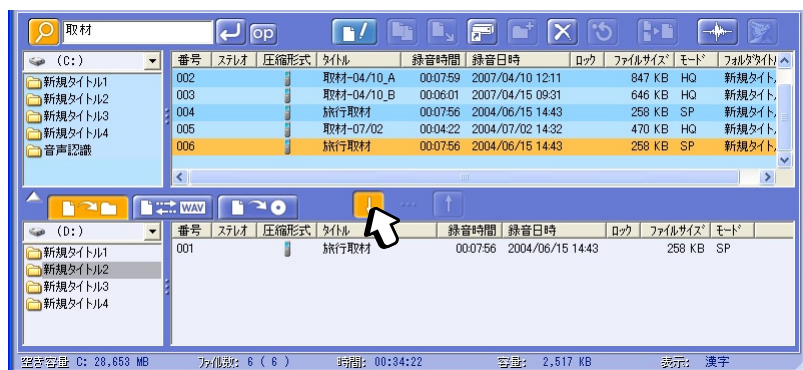 取材 op
(C:) 番号 ステレオ 圧縮形式 タイトル 録音時間 録音日時 ロック ファイルサイズ モード フォルダタイトル
新規タイトル1
新規タイトル2
新規タイトル3
新規タイトル4
音声認識
002 取材-04/10_A 00:07:59 2007/04/10 12:11 847 KB HQ 新規タイト
003 取材-04/10_B 00:06:01 2007/04/15 09:31 646 KB HQ 新規タイト
004 旅行取材 00:07:56 2004/06/15 14:43 258 KB SP 新規タイト
005 取材-07/02 00:04:22 2004/07/02 14:32 470 KB HQ 新規タイト
006 旅行取材 00:07:56 2004/06/15 14:43 258 KB SP 新規タイト
WAV
(D:) 番号 ステレオ 圧縮形式 タイトル 録音時間 録音日時 ロック ファイルサイズ モード
新規タイトル1
新規タイトル2
新規タイトル3
新規タイトル4
001 旅行取材 00:07:56 2004/06/15 14:43 258 KB SP
空き容量 C: 28,653 MB ファイル数: 6 ( 6 ) 時間: 00:34:22 容量: 2,517 KB 表示: 漢字